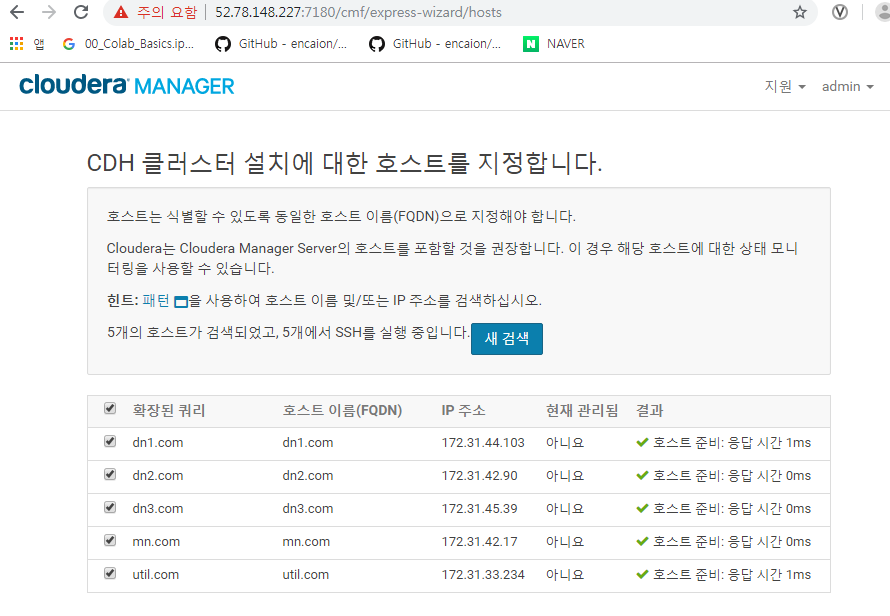 주의 요함 52.78.148.227:7180/cmf/express-wizard/hosts
앱 00_Colab_Basics.ip... GitHub - encaion/... GitHub - encaion/... NAVER
cloudera MANAGER 지원 admin
CDH 클러스터 설치에 대한 호스트를 지정합니다.
호스트는 식별할 수 있도록 동일한 호스트 이름(FQDN)으로 지정해야 합니다.
Cloudera는 Cloudera Manager Server의 호스트를 포함할 것을 권장합니다. 이 경우 해당 호스트에 대한 상태 모니
터링을 사용할 수 있습니다.
힌트: 패턴 을 사용하여 호스트 이름 및/또는 IP 주소를 검색하십시오.
5개의 호스트가 검색되었고, 5개에서 SSH를 실행 중입니다. 새 검색
확장된 쿼리 호스트 이름(FQDN) IP 주소 현재 관리됨 결과
dn1.com dn1.com 172.31.44.103 아니요 호스트 준비: 응답 시간 1ms
dn2.com dn2.com 172.31.42.90 아니요 호스트 준비: 응답 시간 0ms
dn3.com dn3.com 172.31.45.39 아니요 호스트 준비: 응답 시간 0ms
mn.com mn.com 172.31.42.17 아니요 호스트 준비: 응답 시간 0ms
util.com util.com 172.31.33.234 아니요 호스트 준비: 응답 시간 1ms